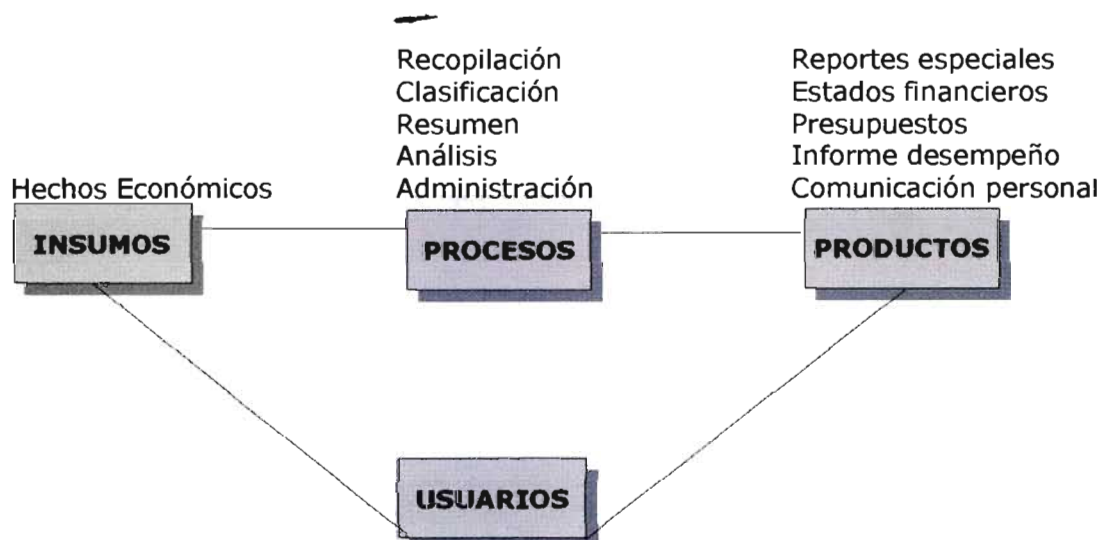 Hechos Económicos
INSUMOS
Recopilación
Clasificación
Resumen
Análisis
Administración
PROCESOS
Reportes especiales
Estados financieros
Presupuestos
Informe desempeño
Comunicación personal
PRODUCTOS
USUARIOS